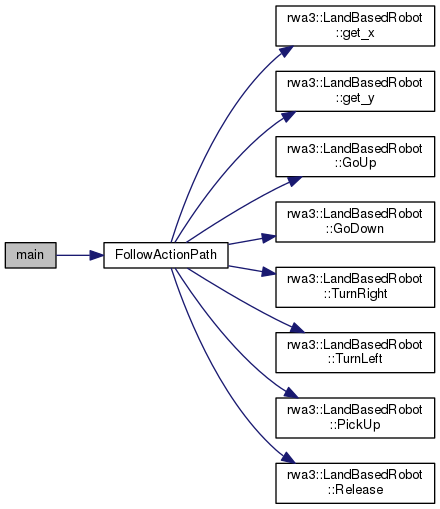 main
FollowActionPath
rwa3::LandBasedRobot
::get_x
rwa3::LandBasedRobot
::get_y
rwa3::LandBasedRobot
::GoUp
rwa3::LandBasedRobot
::GoDown
rwa3::LandBasedRobot
::TurnRight
rwa3::LandBasedRobot
::TurnLeft
rwa3::LandBasedRobot
::PickUp
rwa3::LandBasedRobot
::Release